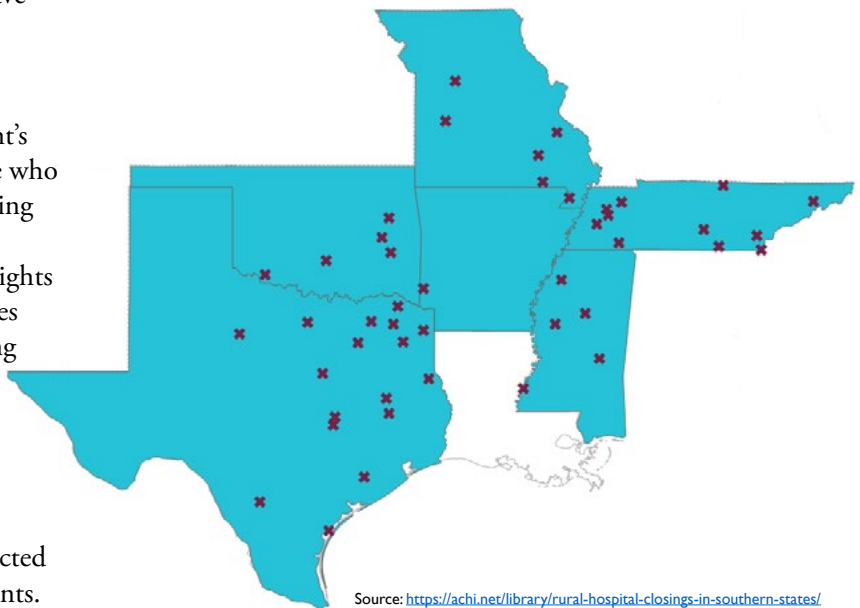 nt's
e who
ing
ights
es
ng
cted
nts.
Source: https://achi.net/library/rural-hospital-closings-in-southern-states/